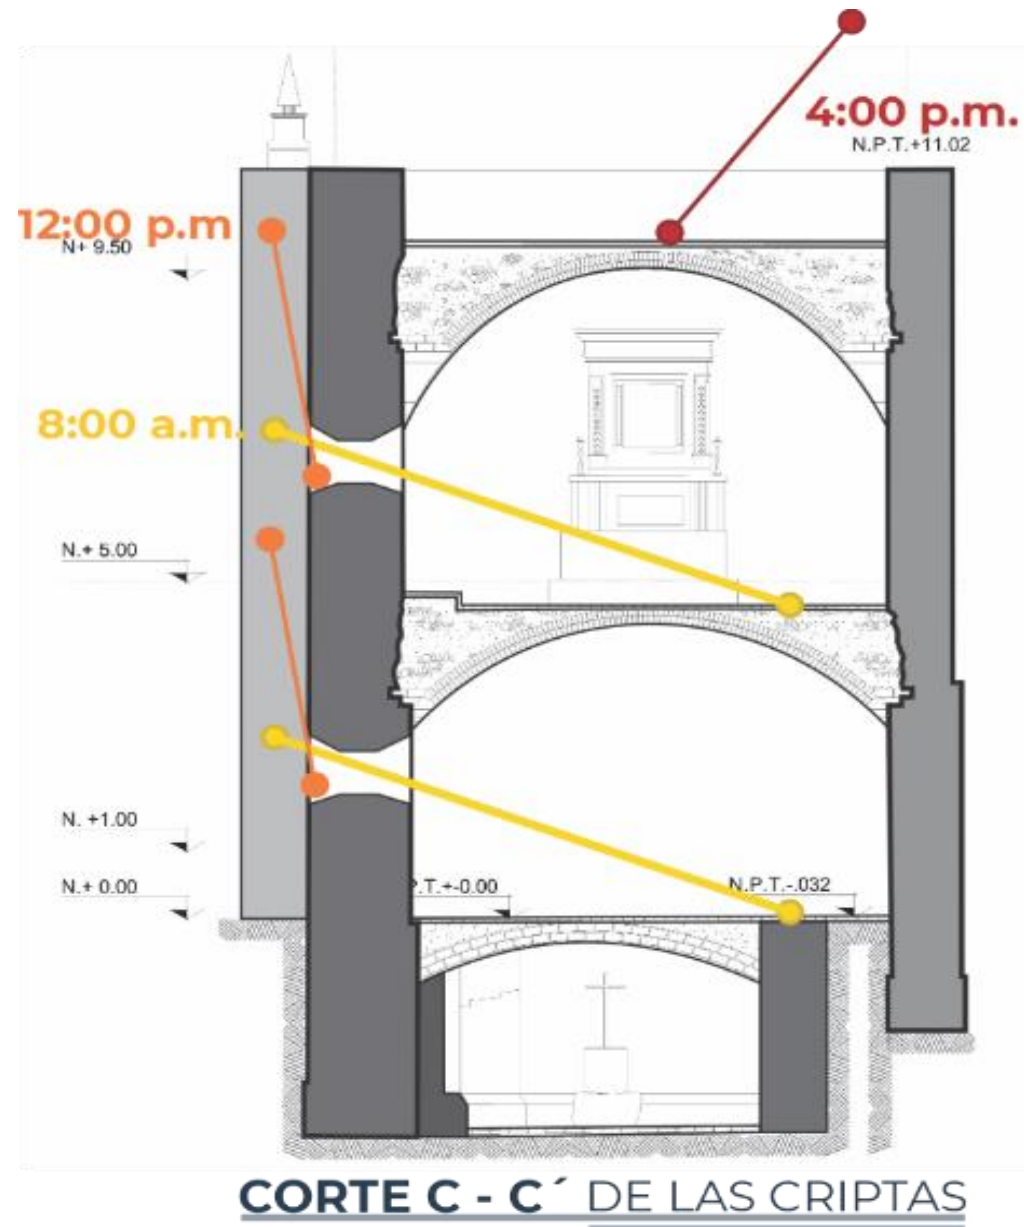 4:00 p.m.
N.P.T.+11.02
12:00 p.m
N+ 9.50
8:00 a.m.
N.+ 5.00
N. +1.00
N.+ 0.00
.T.+-0.00
N.P.T.-.032
CORTE C - C´ DE LAS CRIPTAS